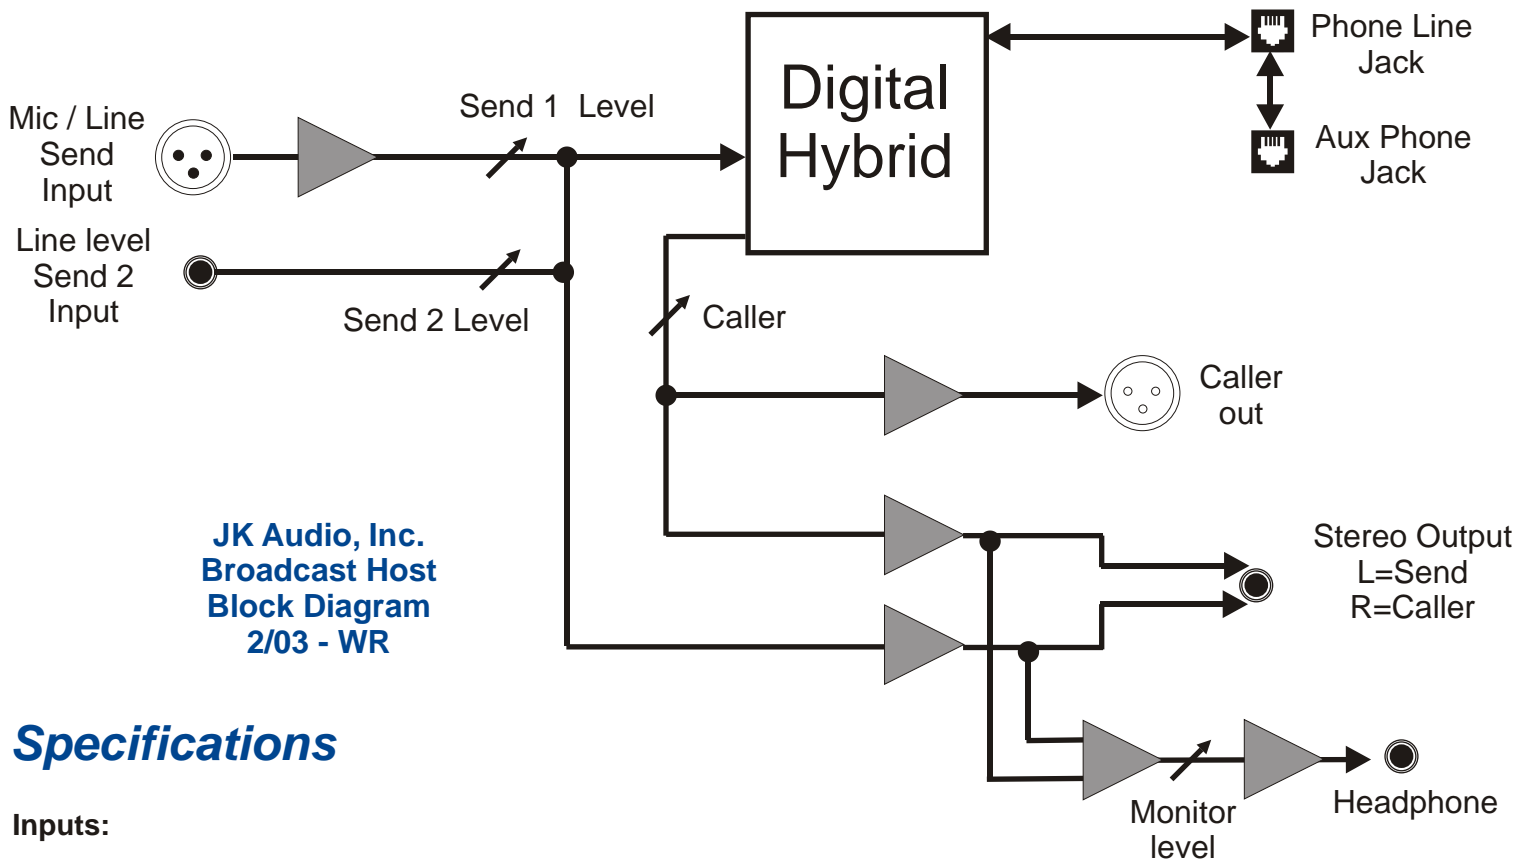 Phone Line
Jack
Digital
Hybrid
Send 1 Level
Mic / Line
Send
Input
Aux Phone
Jack
Line level
Send 2
Input
Send 2 Level
Caller
Caller
out
JK Audio, Inc.
Broadcast Host
Block Diagram
2/03 - WR
Stereo Output
L=Send
R=Caller
Specifications
Monitor
level
Headphone
Inputs: